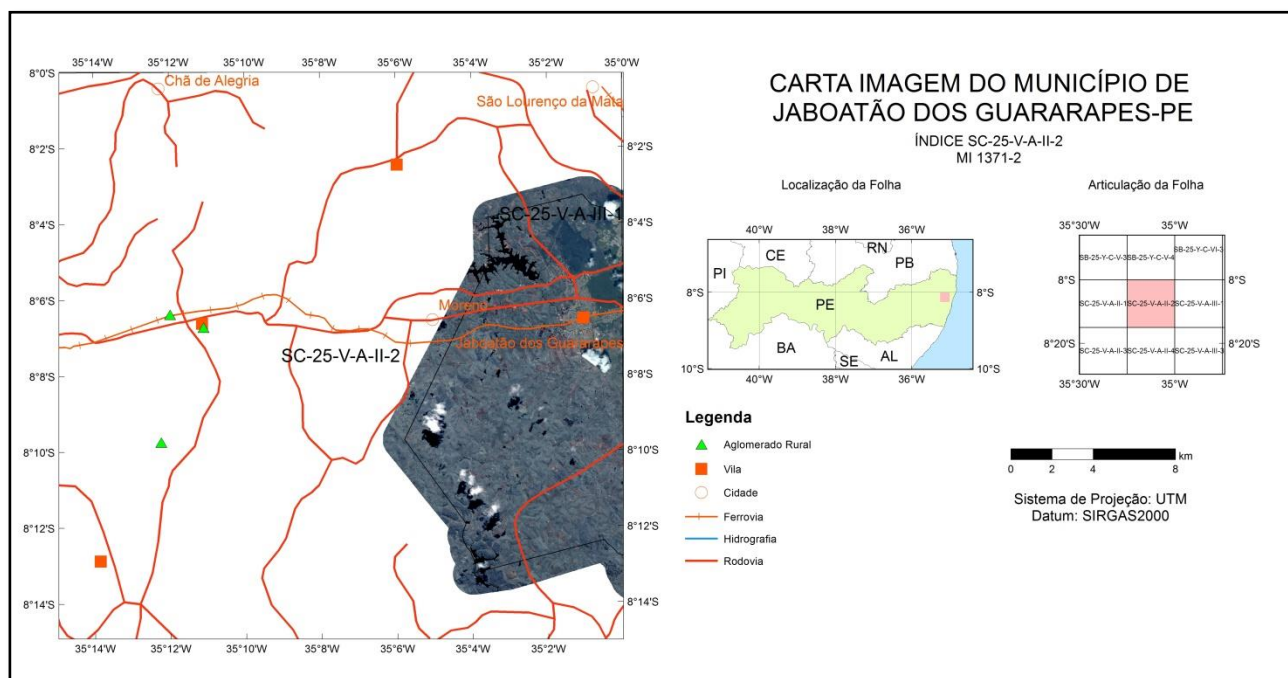 35°14'W 35°12'W 35°10'W 35°8'W 35°6'W 35°4'W 35°2'W 35°0'W
8°0'S
8°2'S
8°4'S
8°6'S
8°8'S
8°10'S
8°12'S
8°14'S
Chã de Alegria
São Lourenço da Mata
SC-25-V-A-III-1
Moreno
Jaboatão dos Guararapes
SC-25-V-A-II-2
8°0'S
8°2'S
8°4'S
8°6'S
8°8'S
8°10'S
8°12'S
8°14'S
35°14'W 35°12'W 35°10'W 35°8'W 35°6'W 35°4'W 35°2'W
CARTA IMAGEM DO MUNICÍPIO DE
JABOATÃO DOS GUARARAPES-PE
ÍNDICE SC-25-V-A-II-2
MI 1371-2
Localização da Folha
40°W 38°W 36°W
CE RN
PI PB
8°S 8°S
PE
BA SE AL
10°S 10°S
40°W 38°W 36°W
Articulação da Folha
35°30'W 35°W
SB-25-Y-C-V-3 SB-25-Y-C-V-4 SB-25-Y-C-VI-3
8°S 8°S
SC-25-V-A-II-1 SC-25-V-A-II-2 SC-25-V-A-III-1
8°20'S 8°20'S
SC-25-V-A-II-3 SC-25-V-A-II-4 SC-25-V-A-III-3
35°30'W 35°W
Legenda
Aglomerado Rural
Vila
Cidade
Ferrovia
Hidrografia
Rodovia
km
0 2 4 8
Sistema de Projeção: UTM
Datum: SIRGAS2000